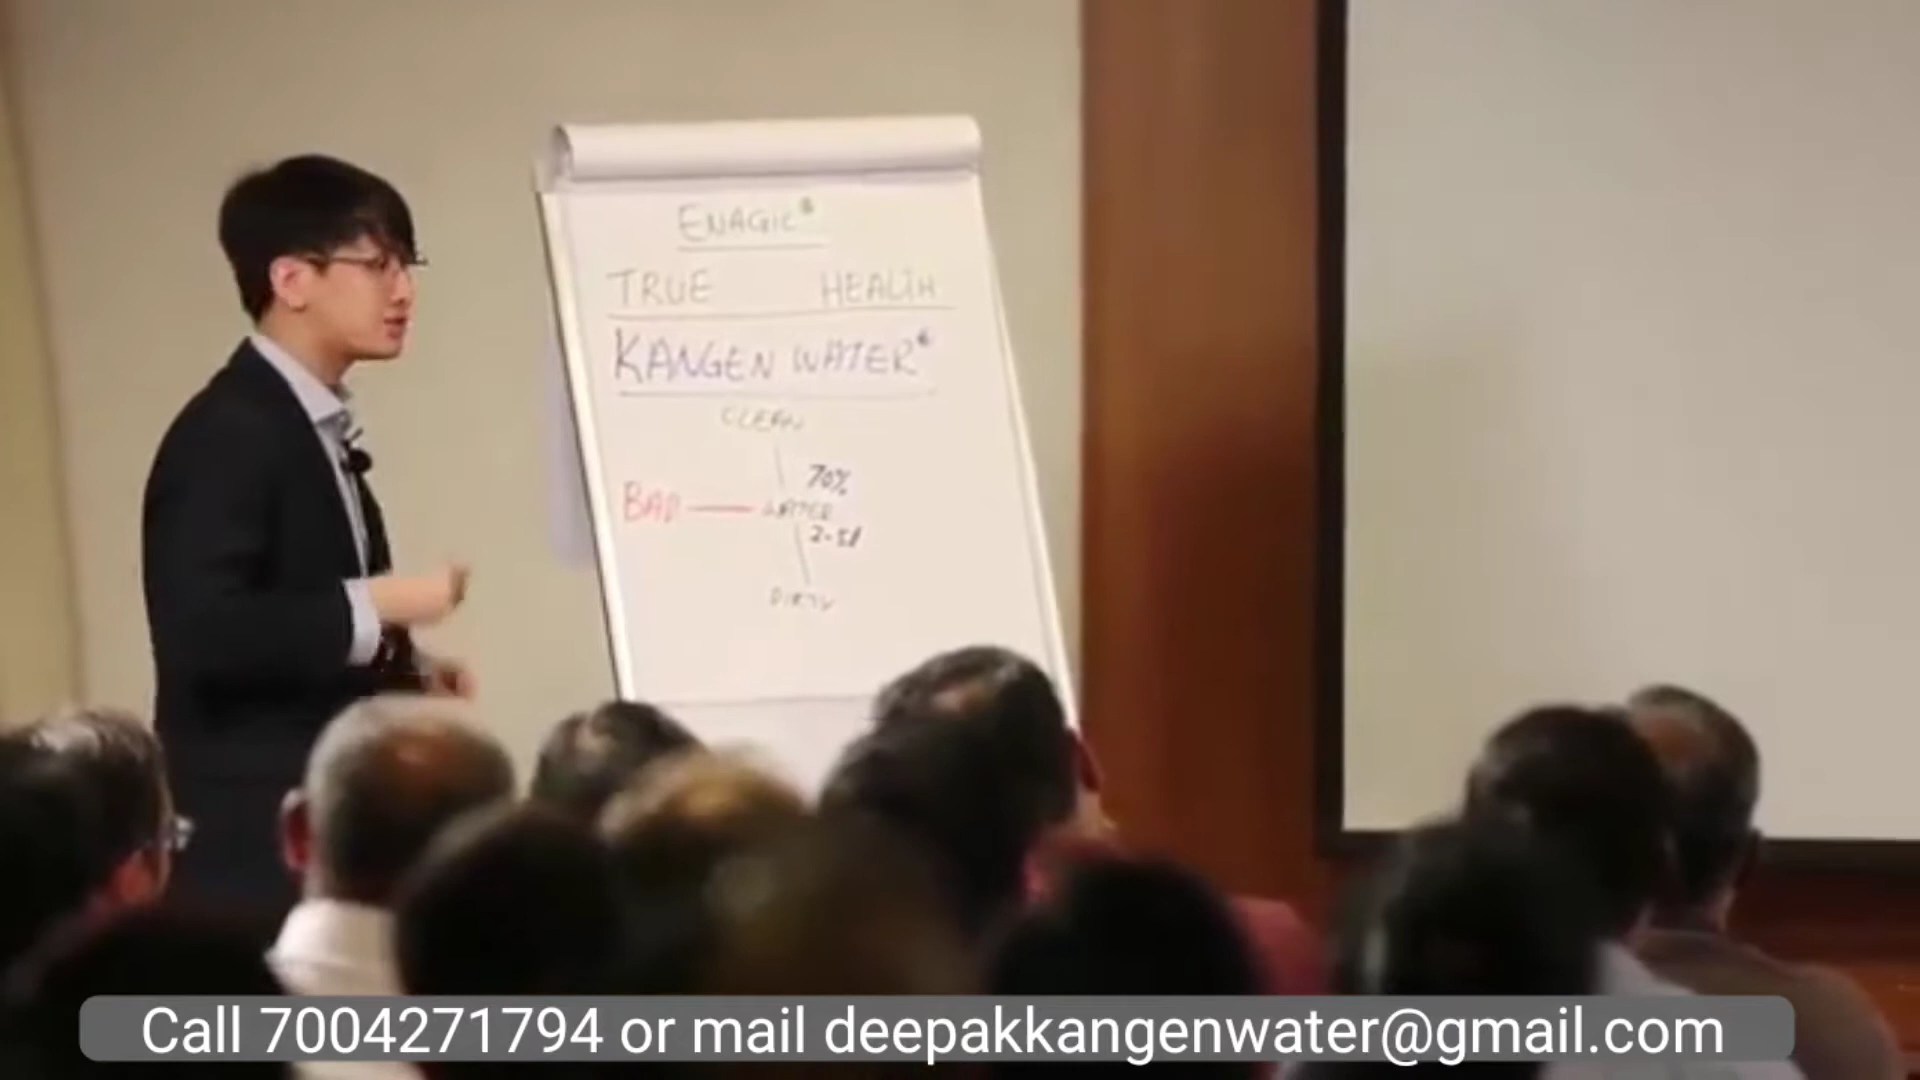 ENAGIC®
TRUE HEALTH
KANGEN WATER®
CLEAN
70%
BAD WATER
DIRTY
Call 7004271794 or mail deepakkangenwater@gmail.com